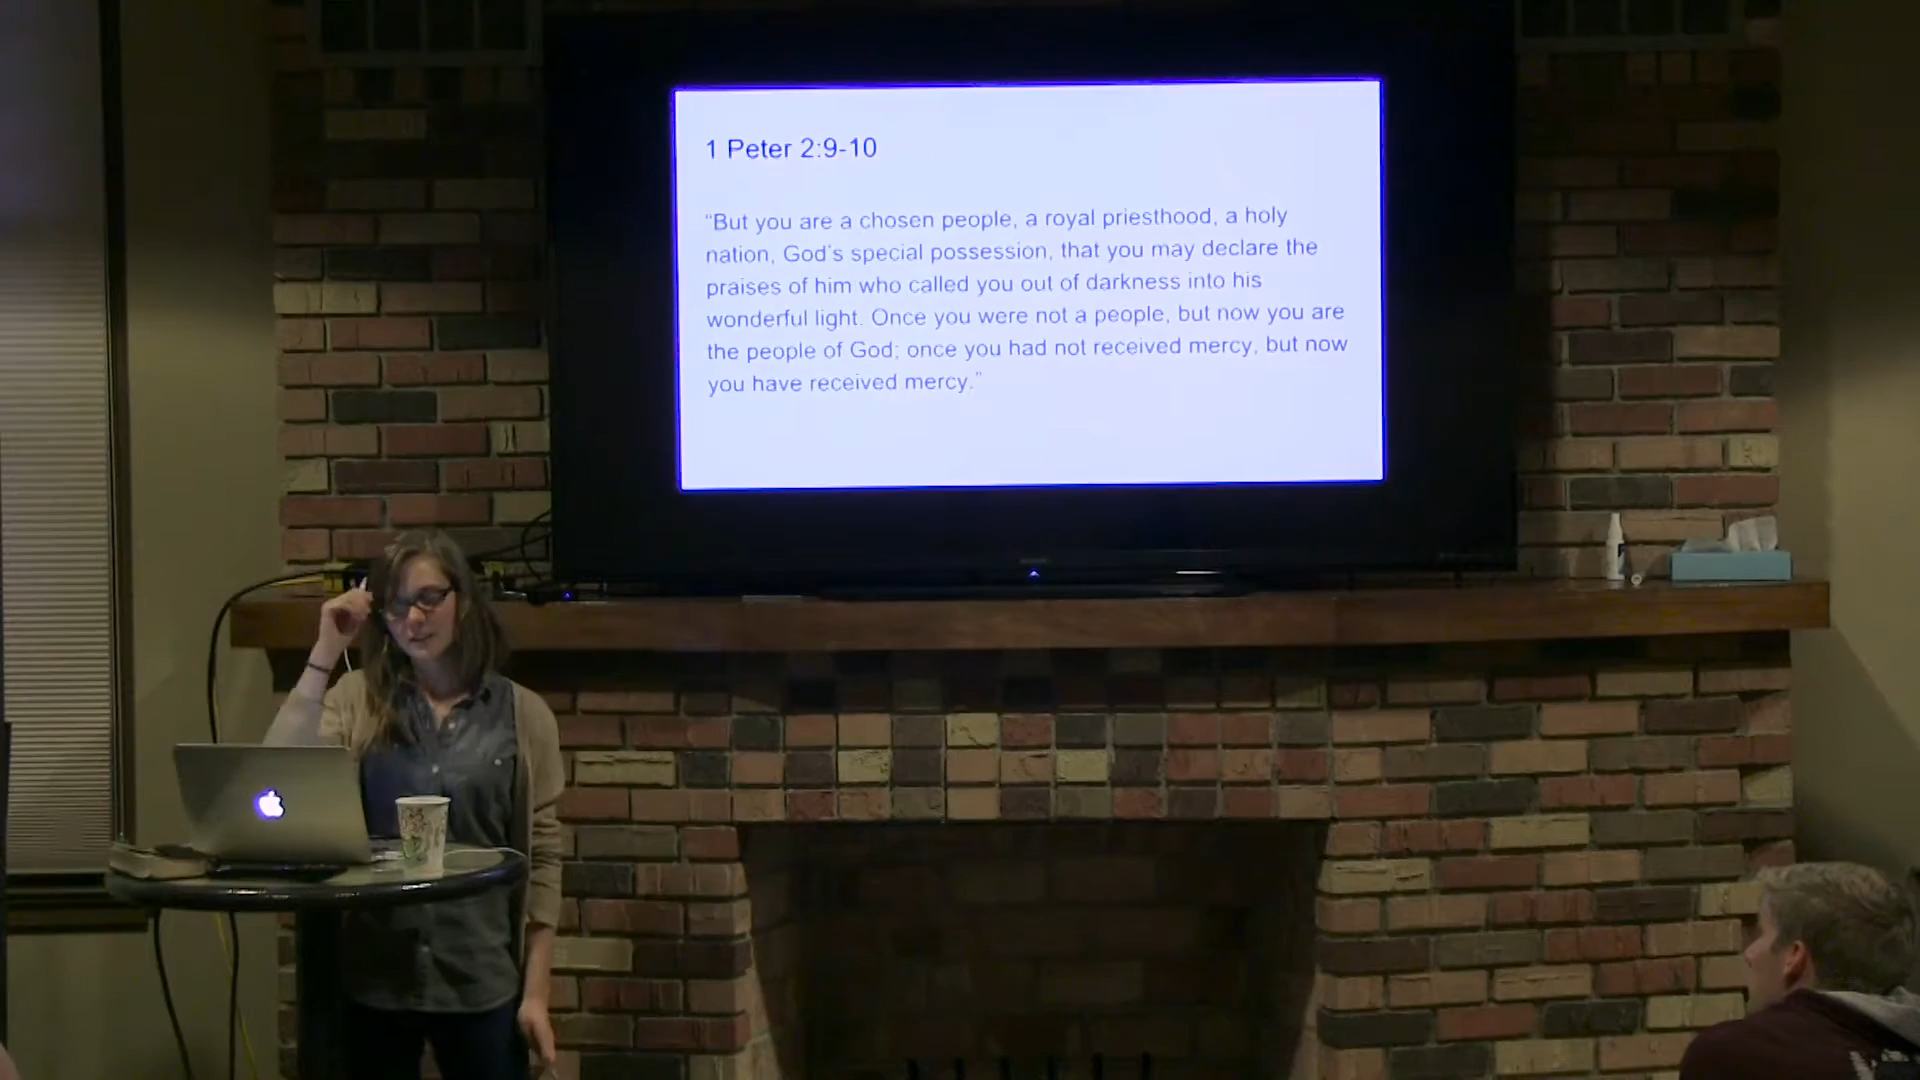 1 Peter 2:9-10
“But you are a chosen people, a royal priesthood, a holy
nation, God’s special possession, that you may declare the
praises of him who called you out of darkness into his
wonderful light. Once you were not a people, but now you are
the people of God; once you had not received mercy, but now
you have received mercy.”